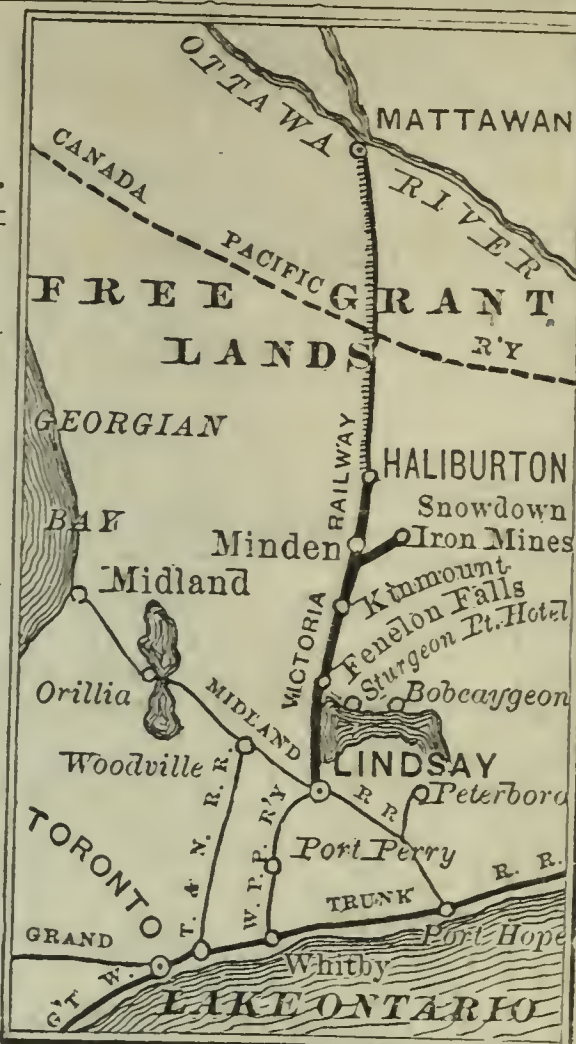 OTTAWA RIVER
MATTAWAN
CANADA PACIFIC R'Y
FREE GRANT
LANDS
GEORGIAN
BAY
VICTORIA RAILWAY
HALIBURTON
Snowdown
Iron Mines
Minden
Midland
Kinmount
Fenelon Falls
Sturgeon Pt. Hotel
Bobcaygeon
Orillia
MIDLAND R R
Woodville
LINDSAY
Peterboro
TORONTO
T. & N. R. R.
W. P. P. R'Y
Port Perry
GRAND TRUNK R. R.
Port Hope
G'T W.
Whitby
LAKE ONTARIO